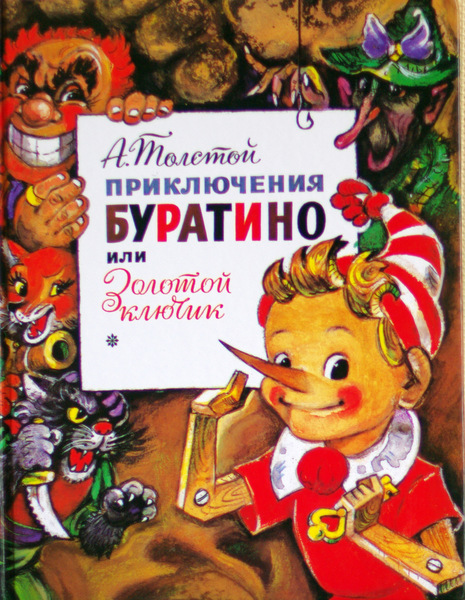 А. Толстой
ПРИКЛЮЧЕНИЯ
БУРАТИНО
ИЛИ
Золотой
ключик